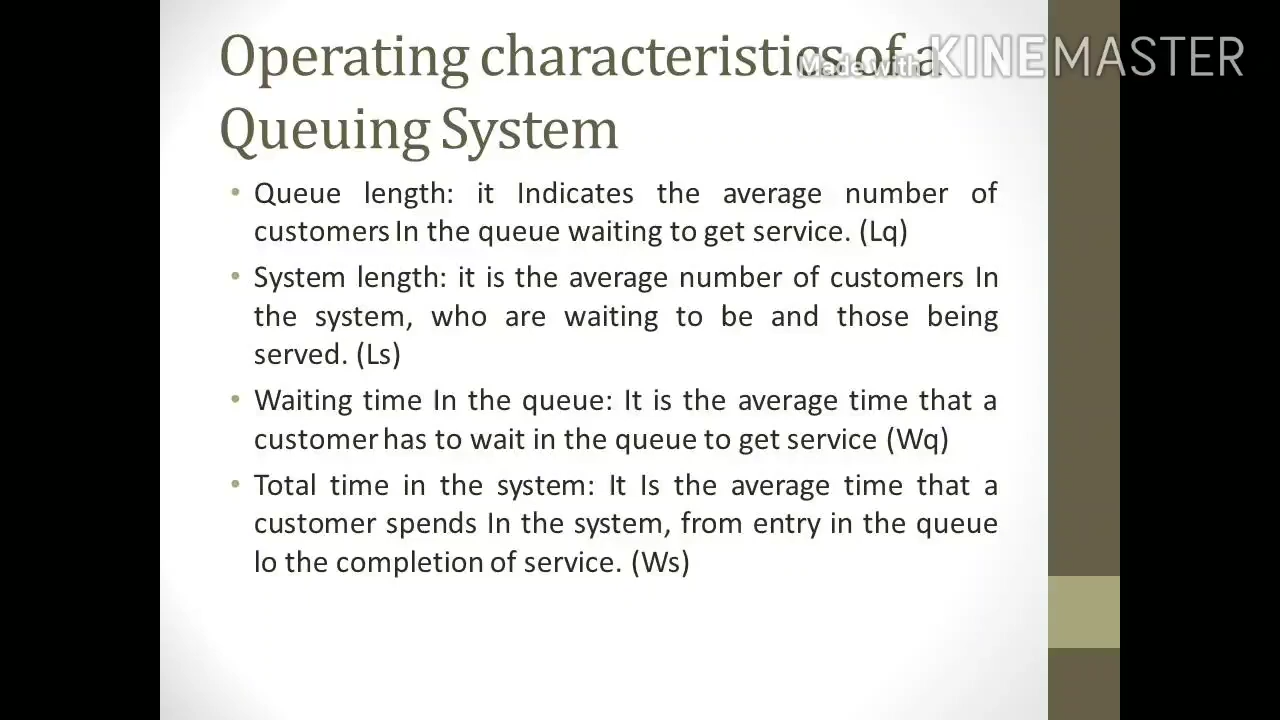 Operating characteristics of a
Made with KINEMASTER
Queuing System
• Queue length: it Indicates the average number of
customers In the queue waiting to get service. (Lq)
• System length: it is the average number of customers In
the system, who are waiting to be and those being
served. (Ls)
• Waiting time In the queue: It is the average time that a
customer has to wait in the queue to get service (Wq)
• Total time in the system: It Is the average time that a
customer spends In the system, from entry in the queue
lo the completion of service. (Ws)